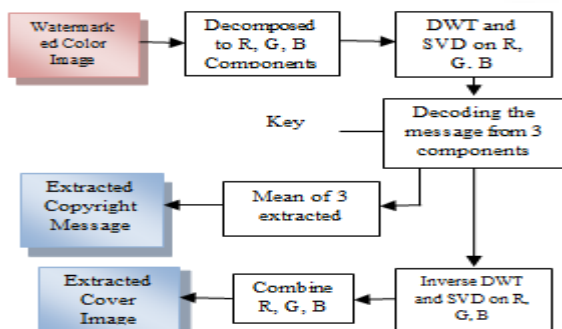 Watermark
ed Color
Image
Decomposed
to R, G, B
Components
DWT and
SVD on R,
G. B
Key
Decoding the
message from 3
components
Extracted
Copyright
Message
Mean of 3
extracted
Extracted
Cover
Image
Combine
R, G, B
Inverse DWT
and SVD on R,
G, B